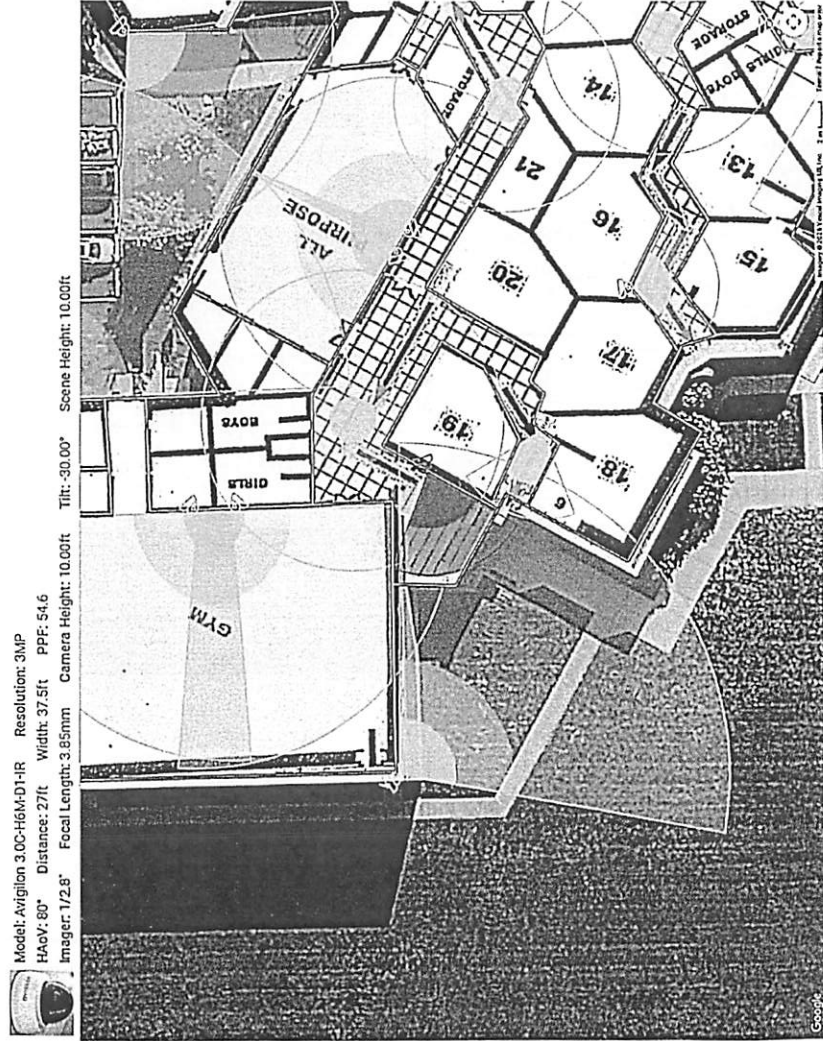 Model: Avigilon 3.0C-H6M-D1-IR Resolution: 3MP
HAoV: 80° Distance: 27ft Width: 37.5ft PPF: 54.6
Imager: 1/2.8" Focal Length: 3.85mm Camera Height: 10.00ft Tilt: -30.00° Scene Height: 10.00ft
GYM
GIRLS
BOYS
ALL
PURPOSE
STORAGE
STORAGE
GIRLS
BOYS
14
21
16
20
13
15
17
19
18
6
Google